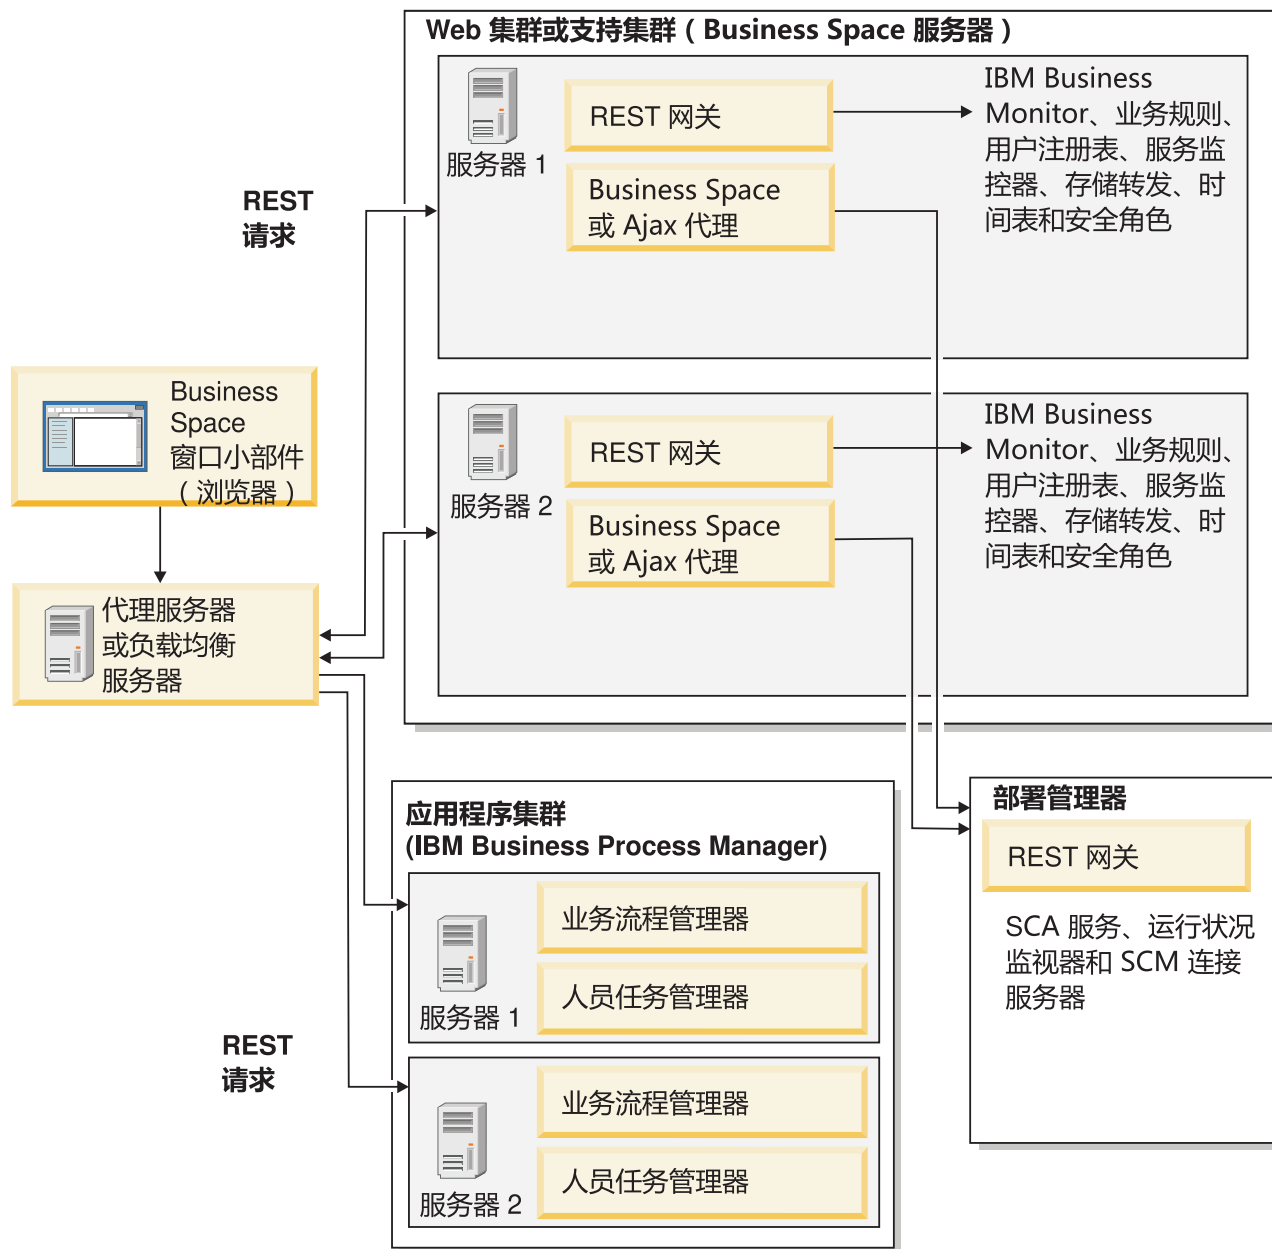 Web 集群或支持集群（Business Space 服务器）
服务器 1
REST 网关
Business Space
或 Ajax 代理
IBM Business
Monitor、业务规则、
用户注册表、服务监
控器、存储转发、时
间表和安全角色
REST
请求
Business
Space
窗口小部件
（浏览器）
服务器 2
REST 网关
Business Space
或 Ajax 代理
IBM Business
Monitor、业务规则、
用户注册表、服务监
控器、存储转发、时
间表和安全角色
代理服务器
或负载均衡
服务器
应用程序集群
(IBM Business Process Manager)
服务器 1
业务流程管理器
人员任务管理器
REST
请求
服务器 2
业务流程管理器
人员任务管理器
部署管理器
REST 网关
SCA 服务、运行状况
监视器和 SCM 连接
服务器